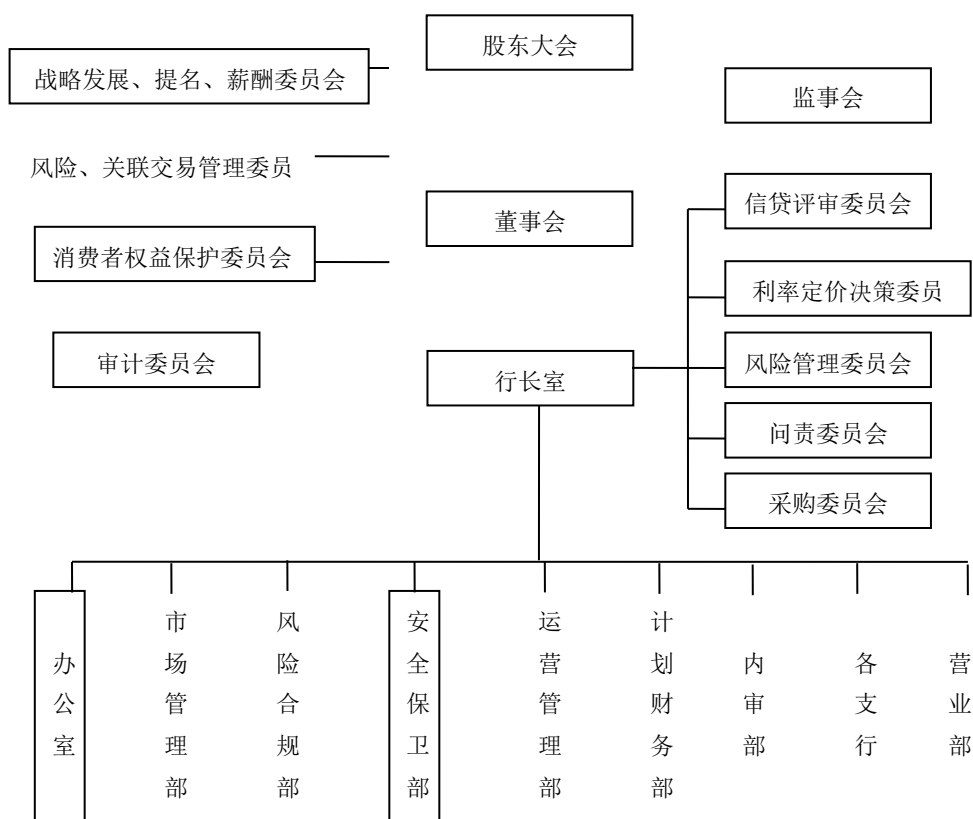 股东大会
战略发展、提名、薪酬委员会
监事会
风险、关联交易管理委员
信贷评审委员会
董事会
消费者权益保护委员会
利率定价决策委员
审计委员会
风险管理委员会
行长室
问责委员会
采购委员会
办公室
市场管理部
风险合规部
安全保卫部
运营管理部
计划财务部
内审部
各支行
营业部